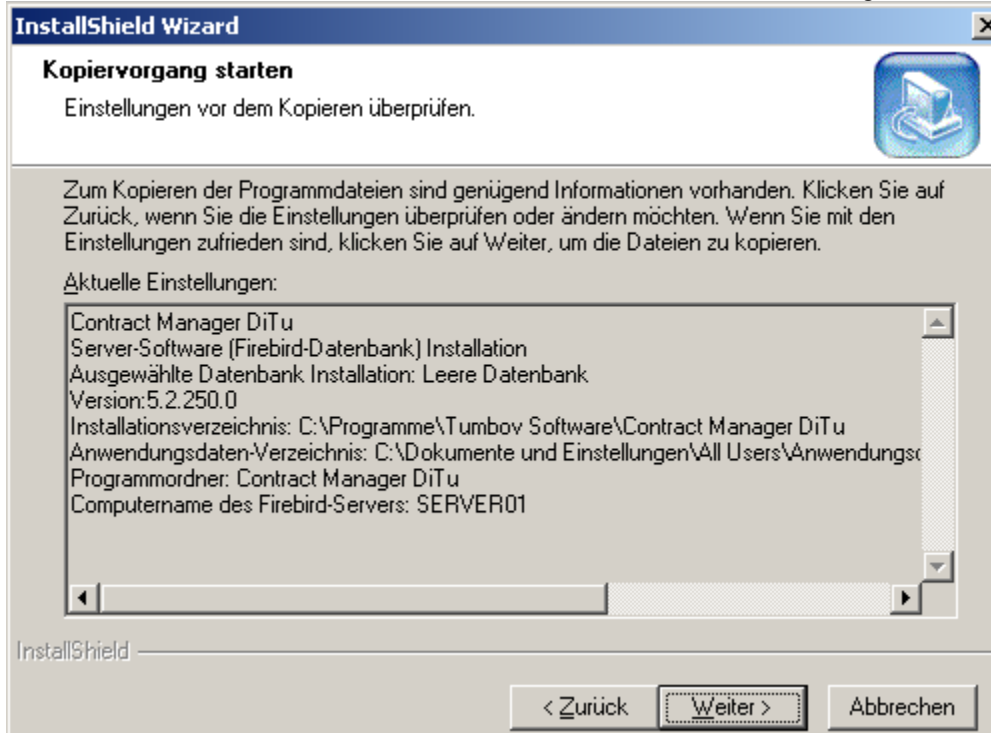 InstallShield Wizard
Kopiervorgang starten
Einstellungen vor dem Kopieren überprüfen.
Zum Kopieren der Programmdateien sind genügend Informationen vorhanden. Klicken Sie auf
Zurück, wenn Sie die Einstellungen überprüfen oder ändern möchten. Wenn Sie mit den
Einstellungen zufrieden sind, klicken Sie auf Weiter, um die Dateien zu kopieren.
Aktuelle Einstellungen:
Contract Manager DiTu
Server-Software (Firebird-Datenbank) Installation
Ausgewählte Datenbank Installation: Leere Datenbank
Version:5.2.250.0
Installationsverzeichnis: C:\Programme\Tumbov Software\Contract Manager DiTu
Anwendungsdaten-Verzeichnis: C:\Dokumente und Einstellungen\All Users\Anwendungs
Programmordner: Contract Manager DiTu
Computername des Firebird-Servers: SERVER01
InstallShield
< Zurück Weiter > Abbrechen